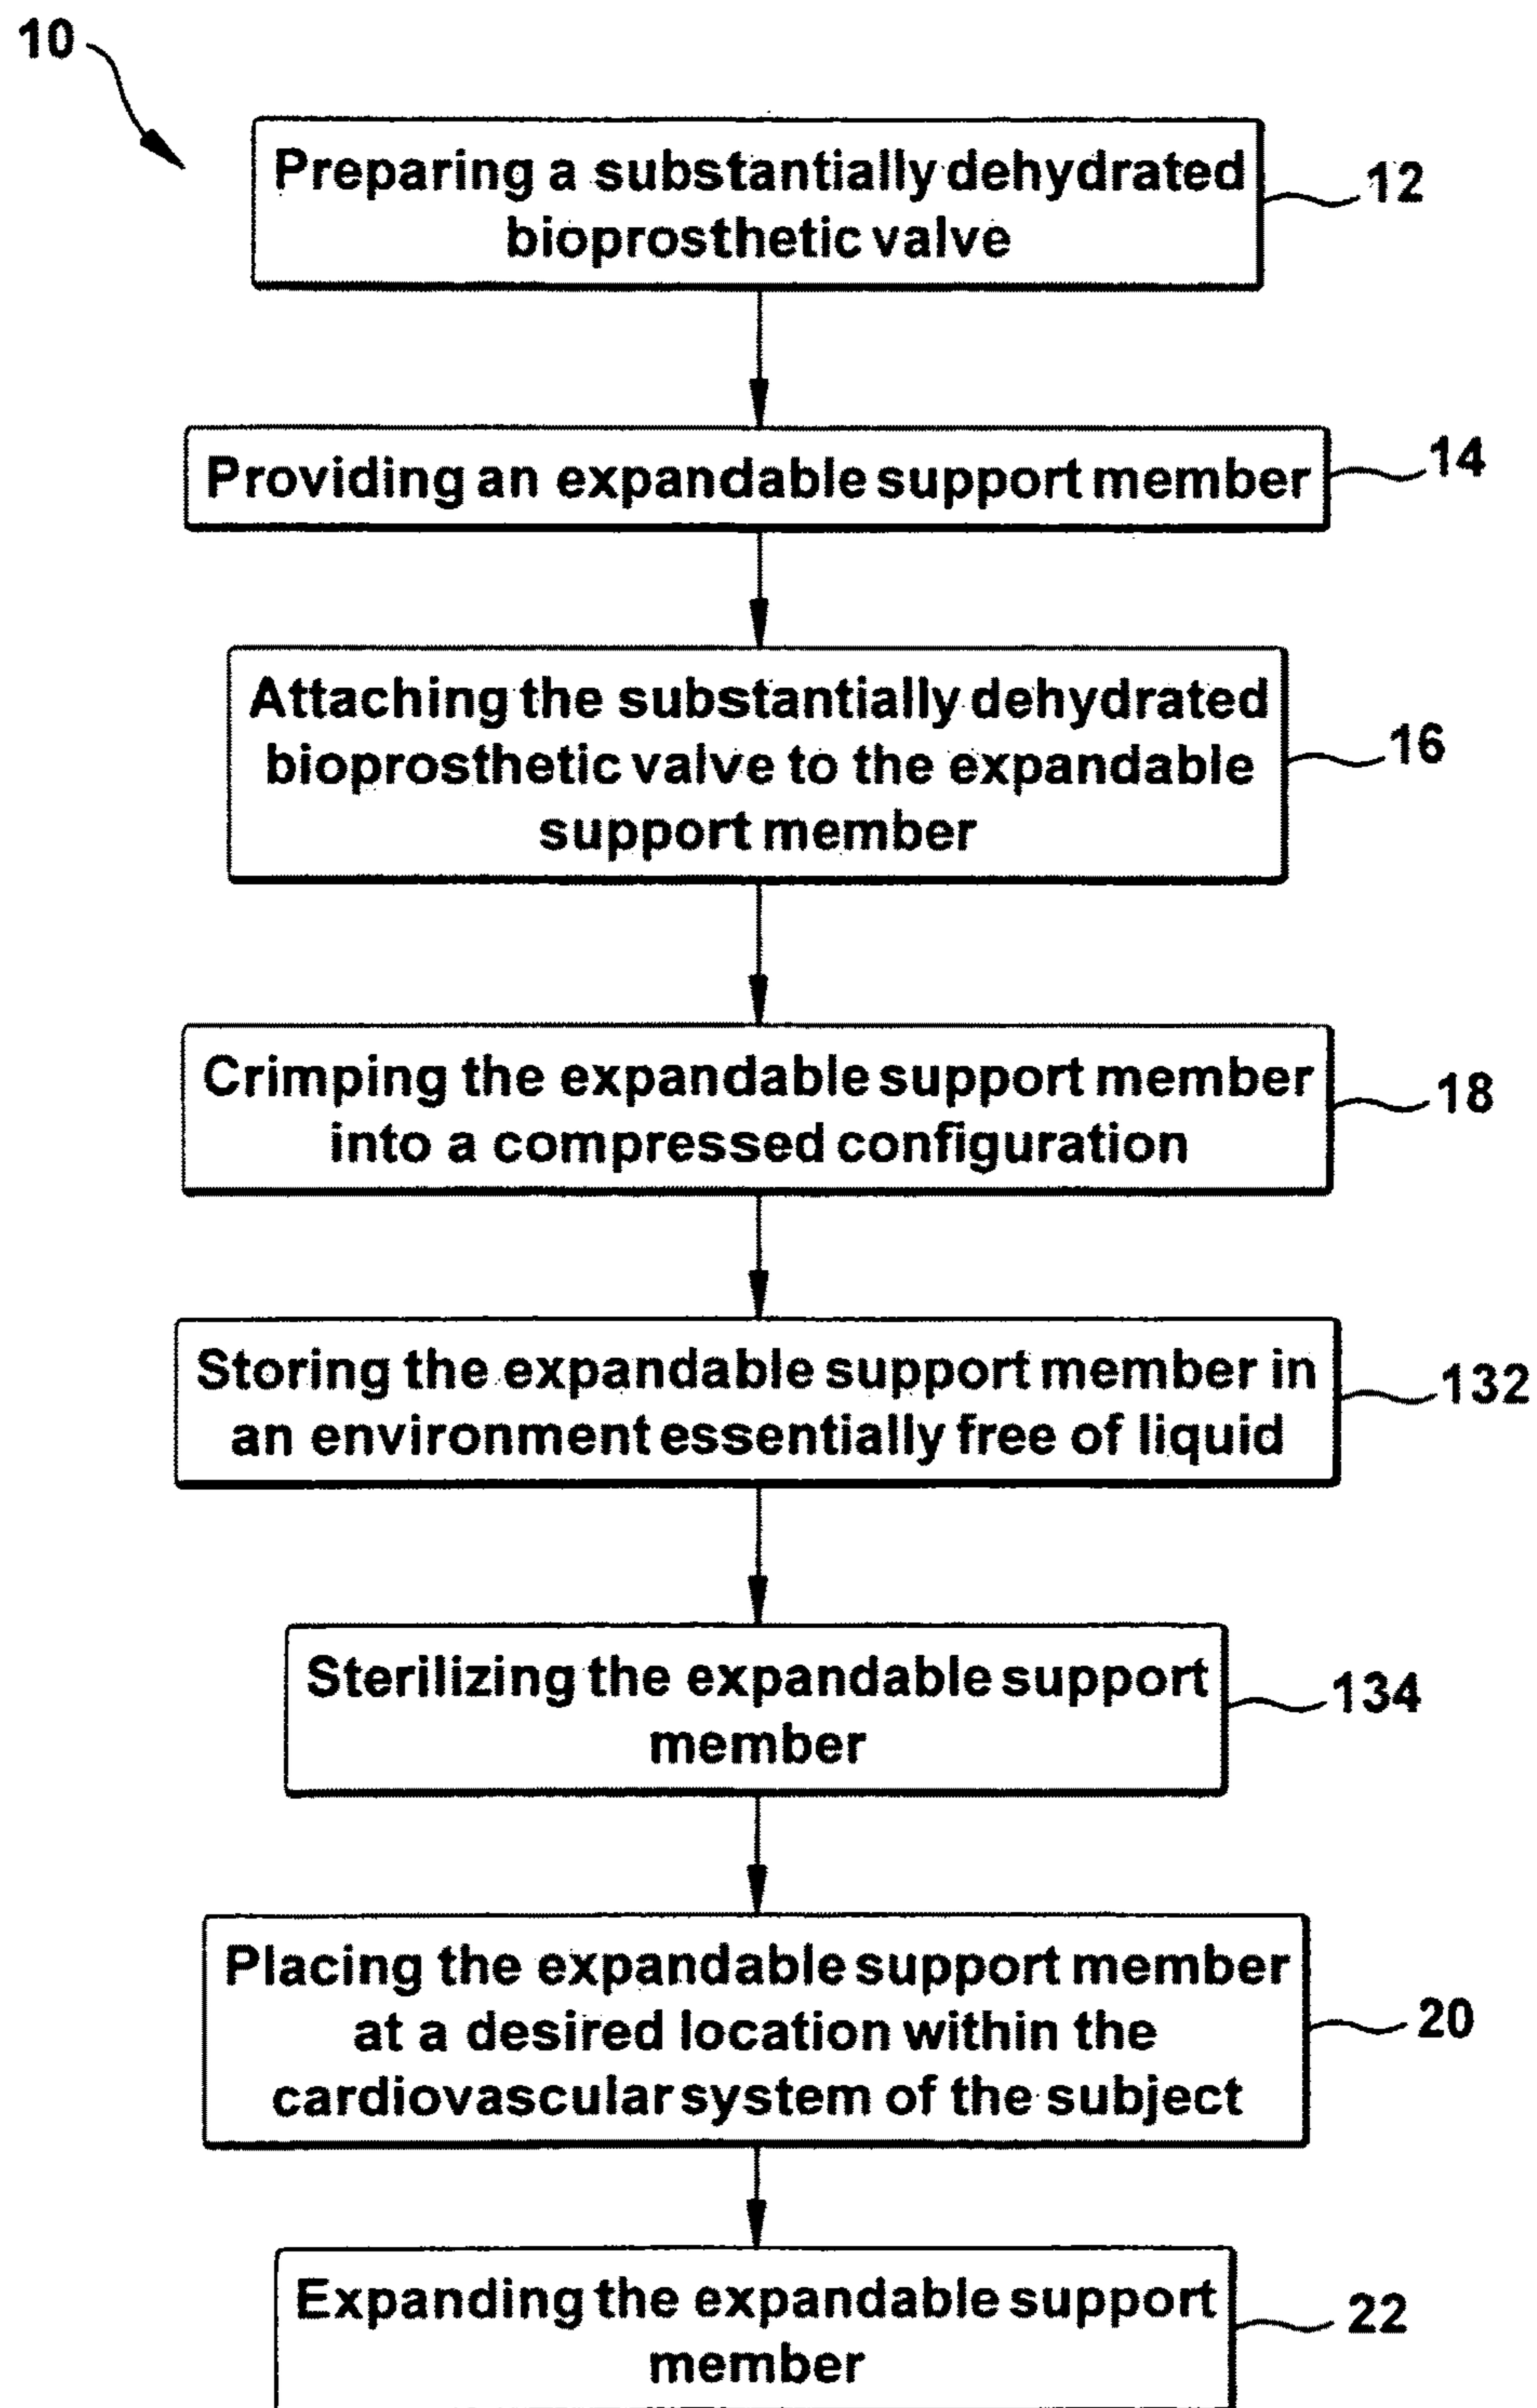 10
Preparing a substantially dehydrated
bioprosthetic valve
12
Providing an expandable support member
14
Attaching the substantially dehydrated
bioprosthetic valve to the expandable
support member
16
Crimping the expandable support member
into a compressed configuration
18
Storing the expandable support member in
an environment essentially free of liquid
132
Sterilizing the expandable support
member
134
Placing the expandable support member
at a desired location within the
cardiovascular system of the subject
20
Expanding the expandable support
member
22